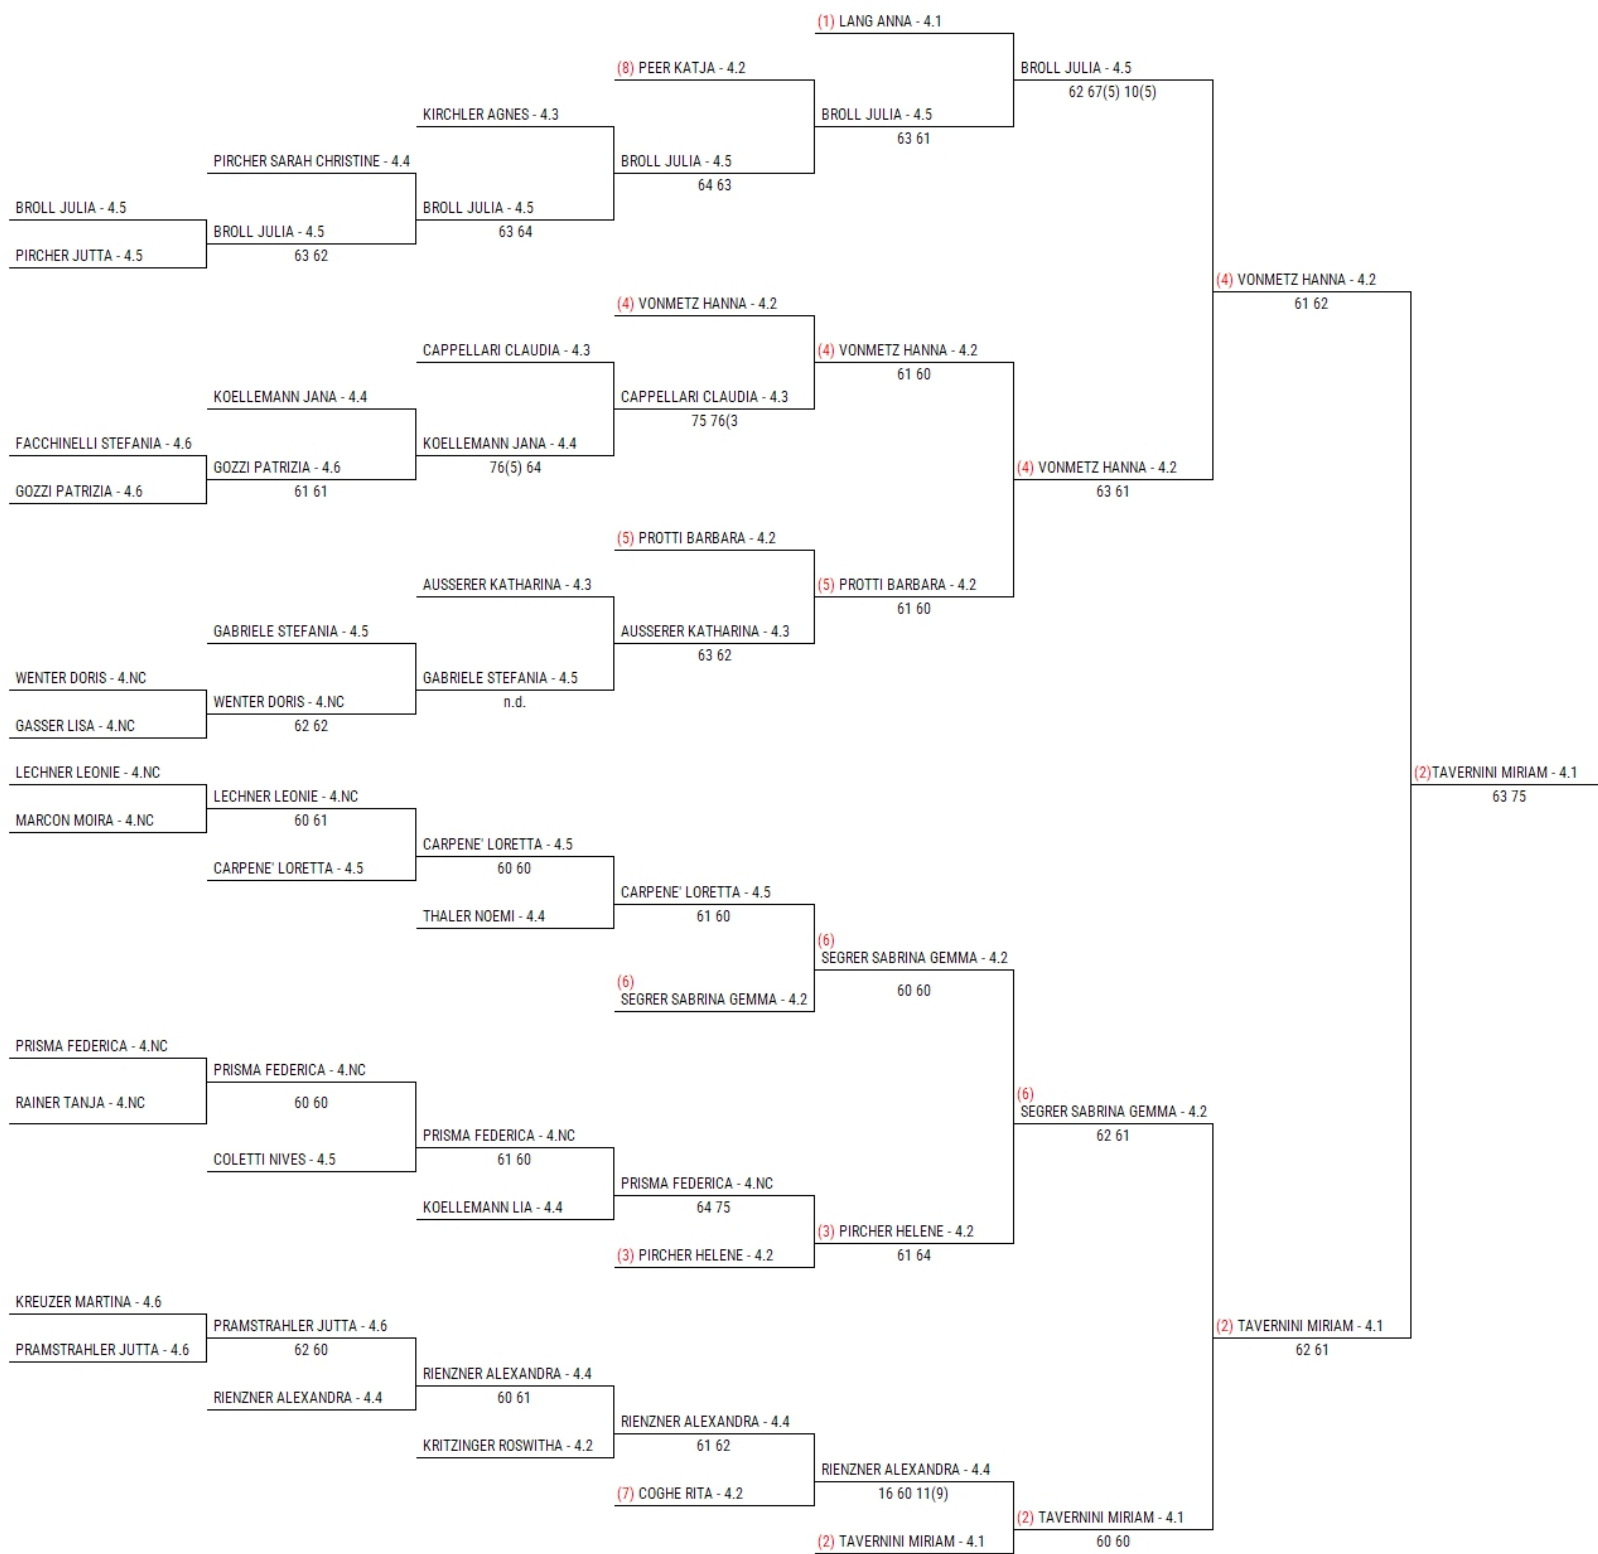 (1) LANG ANNA - 4.1
(8) PEER KATJA - 4.2
BROLL JULIA - 4.5
62 67(5) 10(5)
KIRCHLER AGNES - 4.3
BROLL JULIA - 4.5
63 61
PIRCHER SARAH CHRISTINE - 4.4
BROLL JULIA - 4.5
64 63
BROLL JULIA - 4.5
BROLL JULIA - 4.5
63 64
BROLL JULIA - 4.5
63 62
PIRCHER JUTTA - 4.5
(4) VONMETZ HANNA - 4.2
61 62
(4) VONMETZ HANNA - 4.2
CAPPELLARI CLAUDIA - 4.3
(4) VONMETZ HANNA - 4.2
61 60
KOELLEMANN JANA - 4.4
CAPPELLARI CLAUDIA - 4.3
75 76(3
FACCHINELLI STEFANIA - 4.6
KOELLEMANN JANA - 4.4
76(5) 64
GOZZI PATRIZIA - 4.6
61 61
(4) VONMETZ HANNA - 4.2
63 61
GOZZI PATRIZIA - 4.6
(5) PROTTI BARBARA - 4.2
AUSSERER KATHARINA - 4.3
(5) PROTTI BARBARA - 4.2
61 60
GABRIELE STEFANIA - 4.5
AUSSERER KATHARINA - 4.3
63 62
WENTER DORIS - 4.NC
GABRIELE STEFANIA - 4.5
n.d.
WENTER DORIS - 4.NC
62 62
GASSER LISA - 4.NC
LECHNER LEONIE - 4.NC
(2)TAVERNINI MIRIAM - 4.1
63 75
LECHNER LEONIE - 4.NC
60 61
MARCON MOIRA - 4.NC
CARPENE' LORETTA - 4.5
60 60
CARPENE' LORETTA - 4.5
CARPENE' LORETTA - 4.5
61 60
THALER NOEMI - 4.4
(6)
SEGRER SABRINA GEMMA - 4.2
60 60
(6)
SEGRER SABRINA GEMMA - 4.2
PRISMA FEDERICA - 4.NC
PRISMA FEDERICA - 4.NC
60 60
RAINER TANJA - 4.NC
(6)
SEGRER SABRINA GEMMA - 4.2
62 61
PRISMA FEDERICA - 4.NC
61 60
COLETTI NIVES - 4.5
PRISMA FEDERICA - 4.NC
64 75
KOELLEMANN LIA - 4.4
(3) PIRCHER HELENE - 4.2
61 64
(3) PIRCHER HELENE - 4.2
KREUZER MARTINA - 4.6
PRAMSTRAHLER JUTTA - 4.6
62 60
(2) TAVERNINI MIRIAM - 4.1
62 61
PRAMSTRAHLER JUTTA - 4.6
RIENZNER ALEXANDRA - 4.4
60 61
RIENZNER ALEXANDRA - 4.4
RIENZNER ALEXANDRA - 4.4
61 62
KRITZINGER ROSWITHA - 4.2
RIENZNER ALEXANDRA - 4.4
16 60 11(9)
(7) COGHE RITA - 4.2
(2) TAVERNINI MIRIAM - 4.1
60 60
(2) TAVERNINI MIRIAM - 4.1